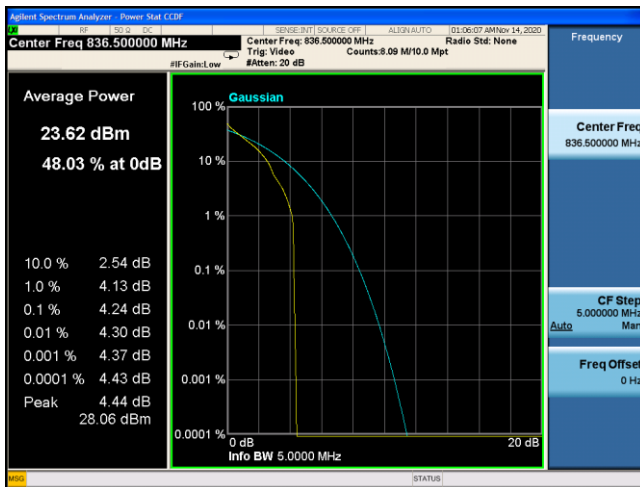 Agilent Spectrum Analyzer - Power Stat CCDF
RF 50 Ω DC SENSE:INT SOURCE OFF ALIGN AUTO 01:06:07 AM Nov 14, 2020
Center Freq 836.500000 MHz
Center Freq: 836.500000 MHz Radio Std: None
Trig: Video Counts:8.09 M/10.0 Mpt
#IFGain:Low #Atten: 20 dB
Frequency
Average Power
23.62 dBm
48.03 % at 0dB
10.0 % 2.54 dB
1.0 % 4.13 dB
0.1 % 4.24 dB
0.01 % 4.30 dB
0.001 % 4.37 dB
0.0001 % 4.43 dB
Peak 4.44 dB
28.06 dBm
Gaussian
100 %
10 %
1 %
0.1 %
0.01 %
0.001 %
0.0001 %
0 dB 20 dB
Info BW 5.0000 MHz
Center Freq
836.500000 MHz
CF Step
5.000000 MHz
Auto Man
Freq Offset
0 Hz
MSG STATUS